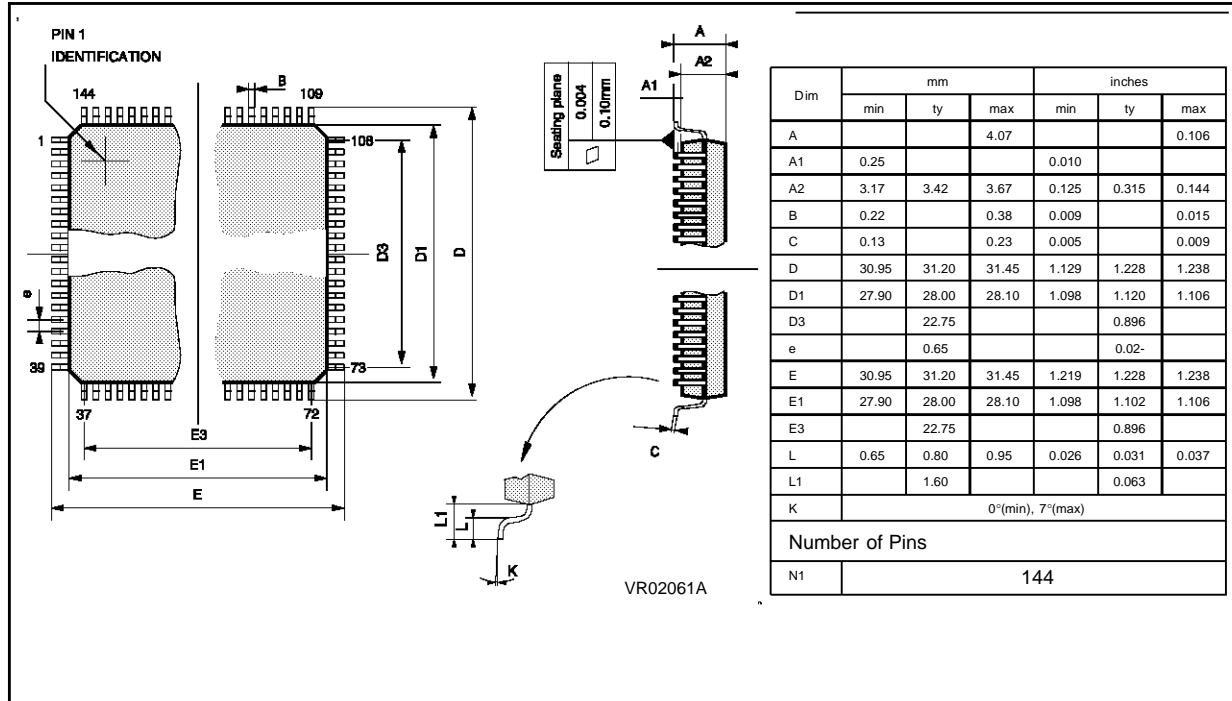 PIN 1
IDENTIFICATION
144
B
109
1
108
e
39
73
37
72
D3
D1
D
E3
E1
E
A
A2
A1
Seating plane
0.004
0.10mm
C
L1
L
K
VR02061A
Dim mm inches
min ty max min ty max
A 4.07 0.106
A1 0.25 0.010
A2 3.17 3.42 3.67 0.125 0.315 0.144
B 0.22 0.38 0.009 0.015
C 0.13 0.23 0.005 0.009
D 30.95 31.20 31.45 1.129 1.228 1.238
D1 27.90 28.00 28.10 1.098 1.120 1.106
D3 22.75 0.896
e 0.65 0.02-
E 30.95 31.20 31.45 1.219 1.228 1.238
E1 27.90 28.00 28.10 1.098 1.102 1.106
E3 22.75 0.896
L 0.65 0.80 0.95 0.026 0.031 0.037
L1 1.60 0.063
K 0°(min), 7°(max)
Number of Pins
N1 144